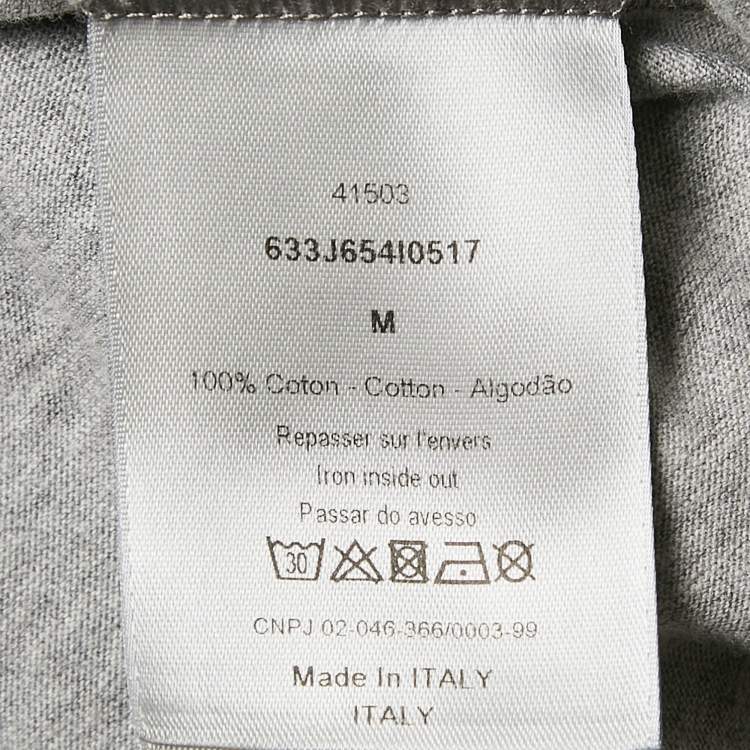 41503
633J654I0517
M
100% Coton - Cotton - Algodão
Repasser sur l'envers
Iron inside out
Passar do avesso
30
CNPJ 02-046-366/0003-99
Made In ITALY
ITALY